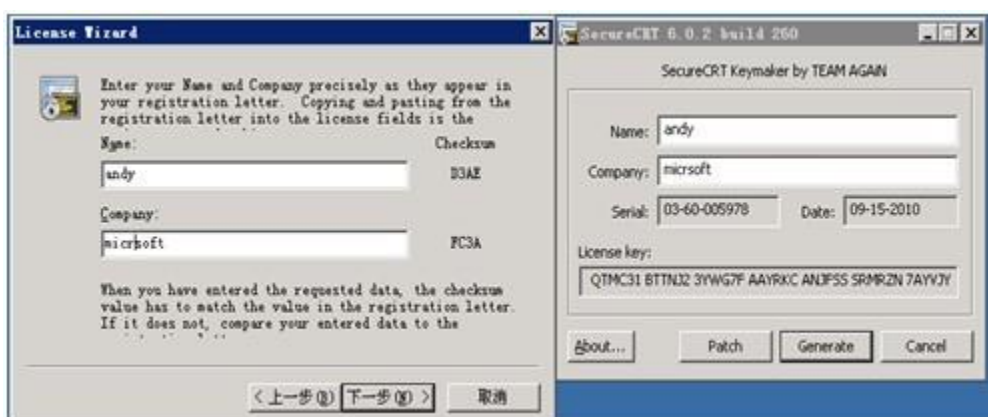 License Wizard
Enter your Name and Company precisely as they appear in
your registration letter. Copying and pasting from the
registration letter into the license fields is the
Name:
Checksum
andy
D3AE
Company:
micrsoft
FC3A
When you have entered the requested data, the checksum
value has to match the value in the registration letter.
If it does not, compare your entered data to the
< 上一步(B)
下一步(N) >
取消
SecureCRT 6.0.2 build 260
SecureCRT Keymaker by TEAM AGAiN
Name: andy
Company: micrsoft
Serial: 03-60-005978 Date: 09-15-2010
License key:
QTMC31 BTTNJ2 3YWG7F AAYRKC ANJFSS SRMRZN 7AYVJY
About...
Patch
Generate
Cancel